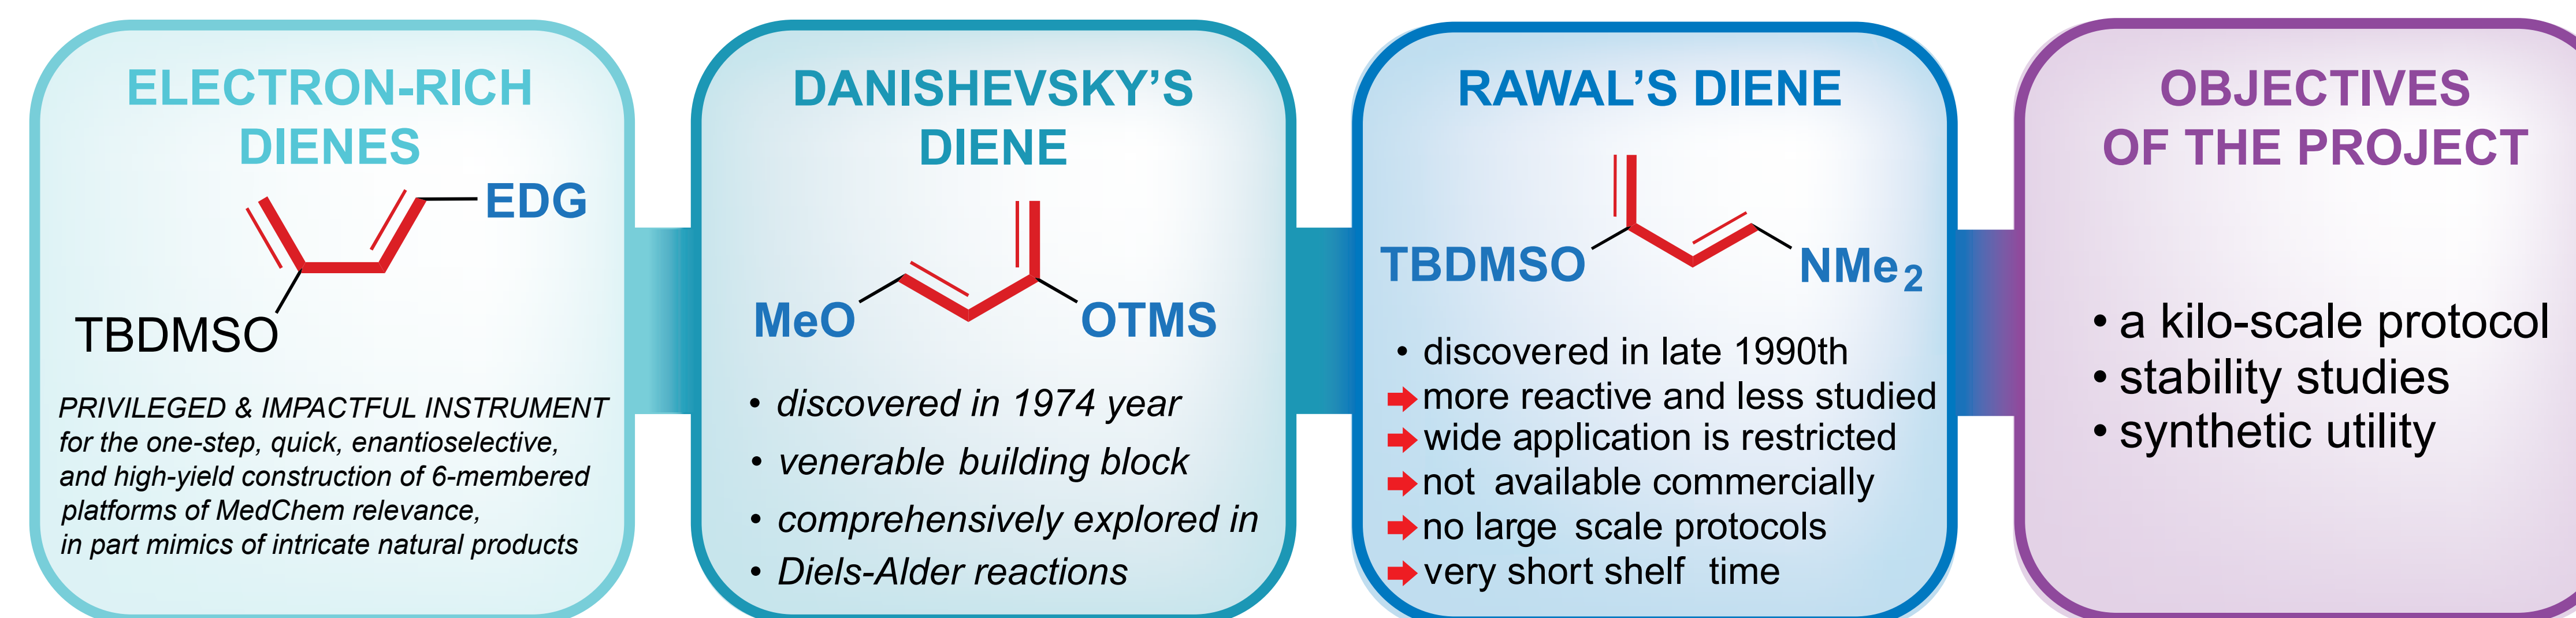 ELECTRON-RICH
DIENES
EDG
TBDMSO
PRIVILEGED & IMPACTFUL INSTRUMENT
for the one-step, quick, enantioselective,
and high-yield construction of 6-membered
platforms of MedChem relevance,
in part mimics of intricate natural products
DANISHEVSKY'S
DIENE
MeO
OTMS
• discovered in 1974 year
• venerable building block
• comprehensively explored in
• Diels-Alder reactions
RAWAL'S DIENE
TBDMSO
NMe2
• discovered in late 1990th
more reactive and less studied
wide application is restricted
not available commercially
no large scale protocols
very short shelf time
OBJECTIVES
OF THE PROJECT
• a kilo-scale protocol
• stability studies
• synthetic utility